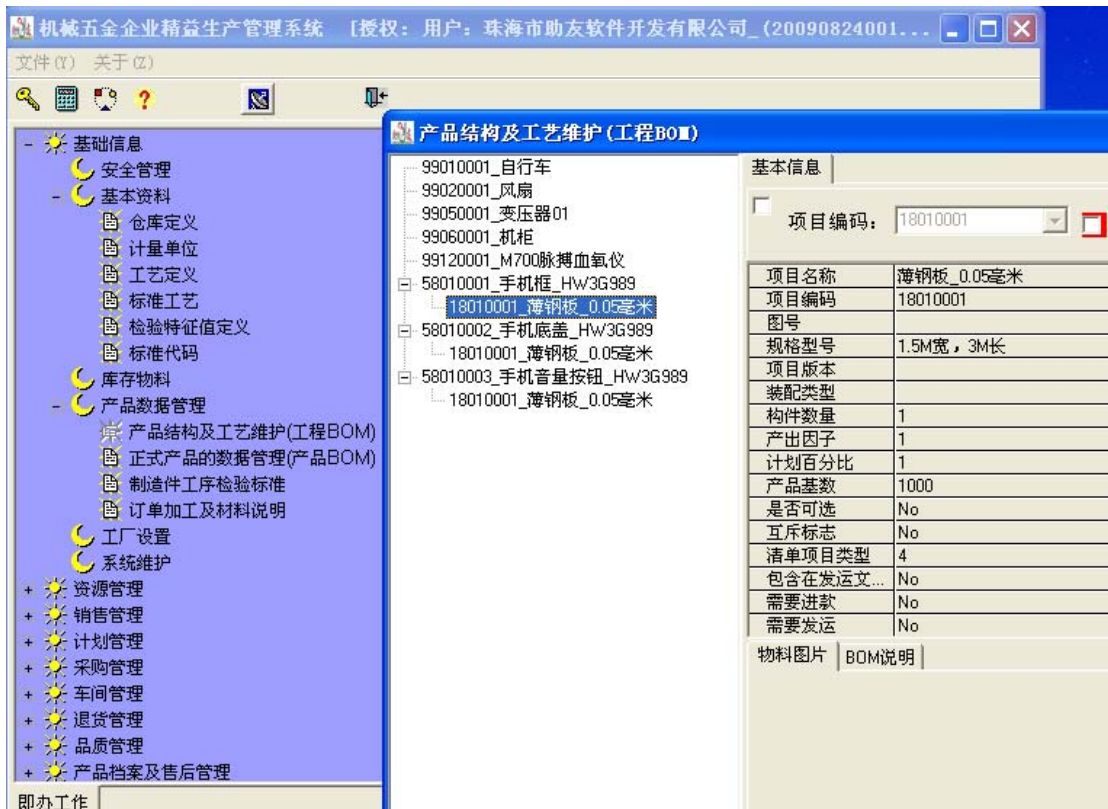 机械五金企业精益生产管理系统 [授权: 用户: 珠海市助友软件开发有限公司_(20090824001...
文件(Y) 关于(Z)
基础信息
安全管理
基本资料
仓库定义
计量单位
工艺定义
标准工艺
检验特征值定义
标准代码
库存物料
产品数据管理
产品结构及工艺维护(工程BOM)
正式产品的数据管理(产品BOM)
制造件工序检验标准
订单加工及材料说明
工厂设置
系统维护
资源管理
销售管理
计划管理
采购管理
车间管理
退货管理
品质管理
产品档案及售后管理
即办工作
产品结构及工艺维护(工程BOM)
99010001_自行车
99020001_风扇
99050001_变压器01
99060001_机柜
99120001_M700脉搏血氧仪
58010001_手机框_HW3G989
18010001_薄钢板_0.05毫米
58010002_手机底盖_HW3G989
18010001_薄钢板_0.05毫米
58010003_手机音量按钮_HW3G989
18010001_薄钢板_0.05毫米
基本信息
项目编码: 18010001
项目名称 薄钢板_0.05毫米
项目编码 18010001
图号
规格型号 1.5M宽，3M长
项目版本
装配类型
构件数量 1
产出因子 1
计划百分比 1
产品基数 1000
是否可选 No
互斥标志 No
清单项目类型 4
包含在发运文... No
需要进款 No
需要发运 No
物料图片 BOM说明